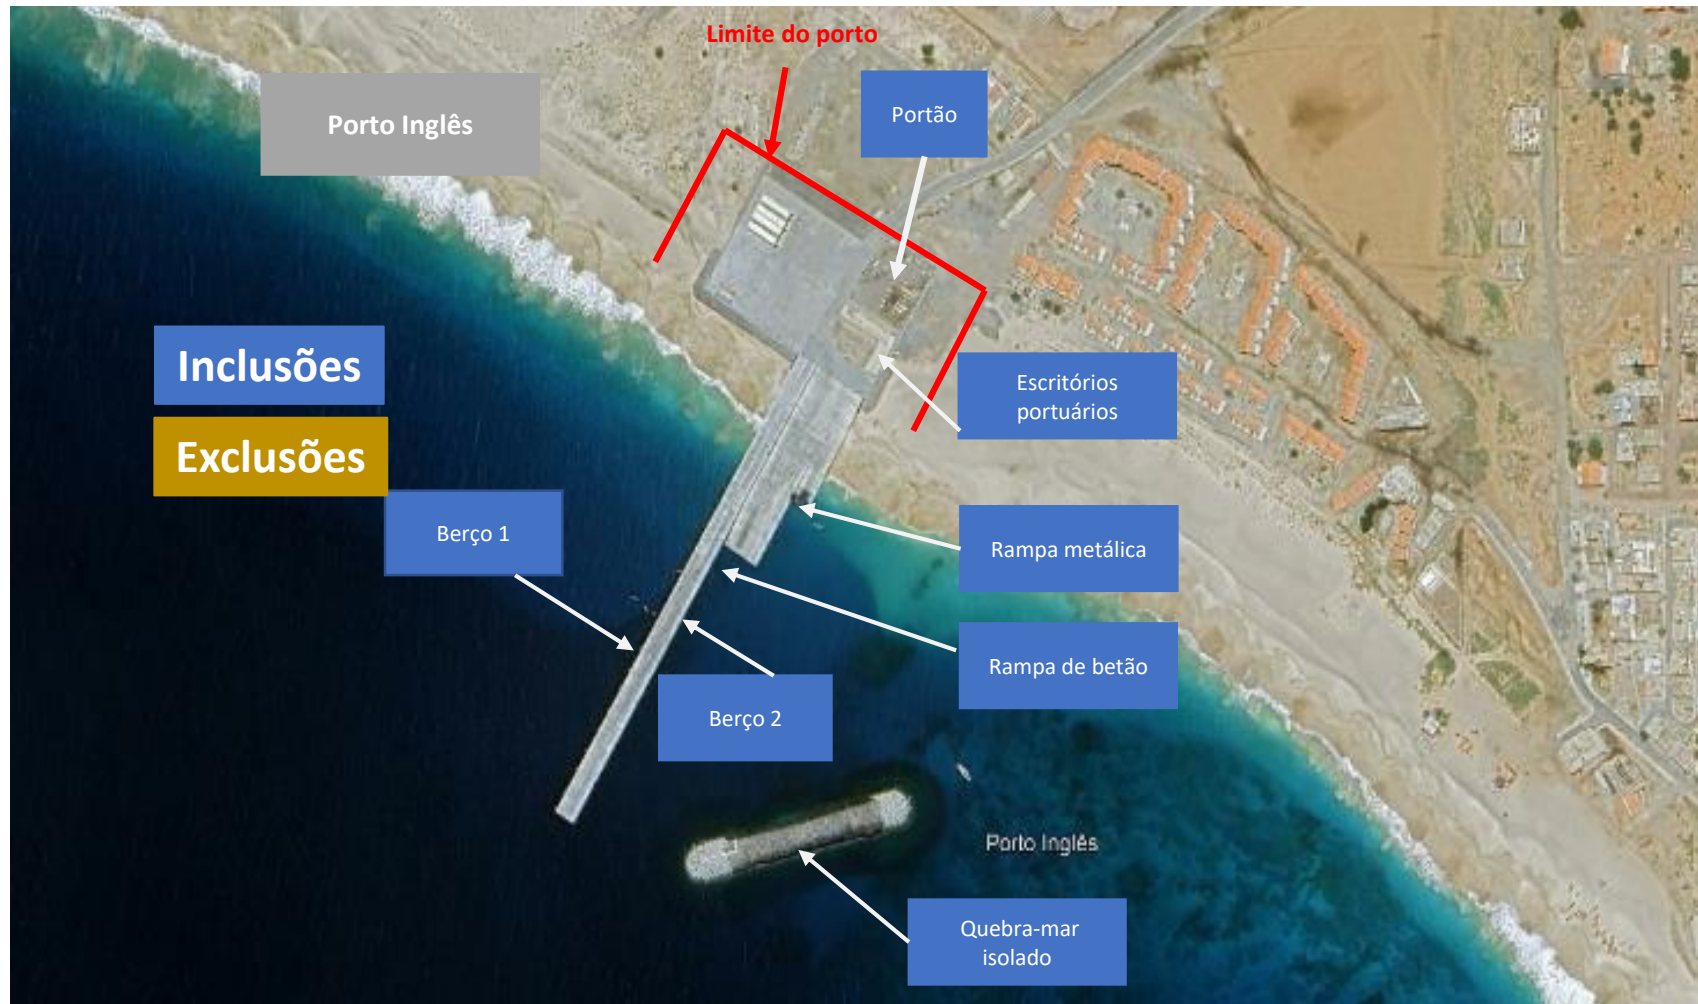 Limite do porto
Porto Inglês
Portão
Inclusões
Exclusões
Escritórios
portuários
Berço 1
Rampa metálica
Rampa de betão
Berço 2
Porto Inglês
Quebra-mar
isolado